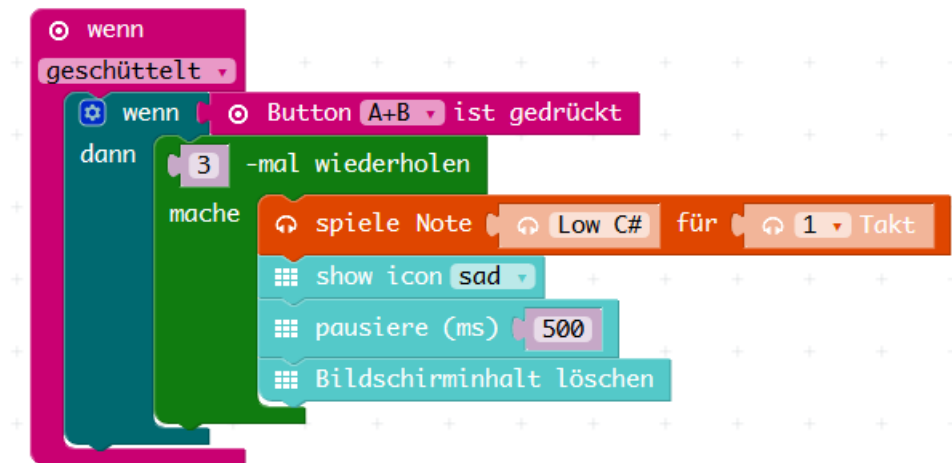 wenn
geschüttelt
wenn Button A+B ist gedrückt
dann 3 -mal wiederholen
mache spiele Note Low C# für 1 Takt
show icon sad
pausiere (ms) 500
Bildschirminhalt löschen